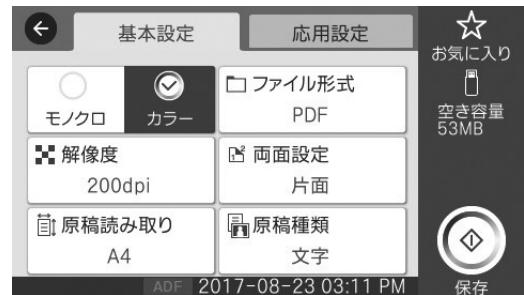 基本設定
応用設定
お気に入り
モノクロ
カラー
ファイル形式
PDF
空き容量
53MB
解像度
200dpi
両面設定
片面
原稿読み取り
A4
原稿種類
文字
ADF
2017-08-23 03:11 PM
保存